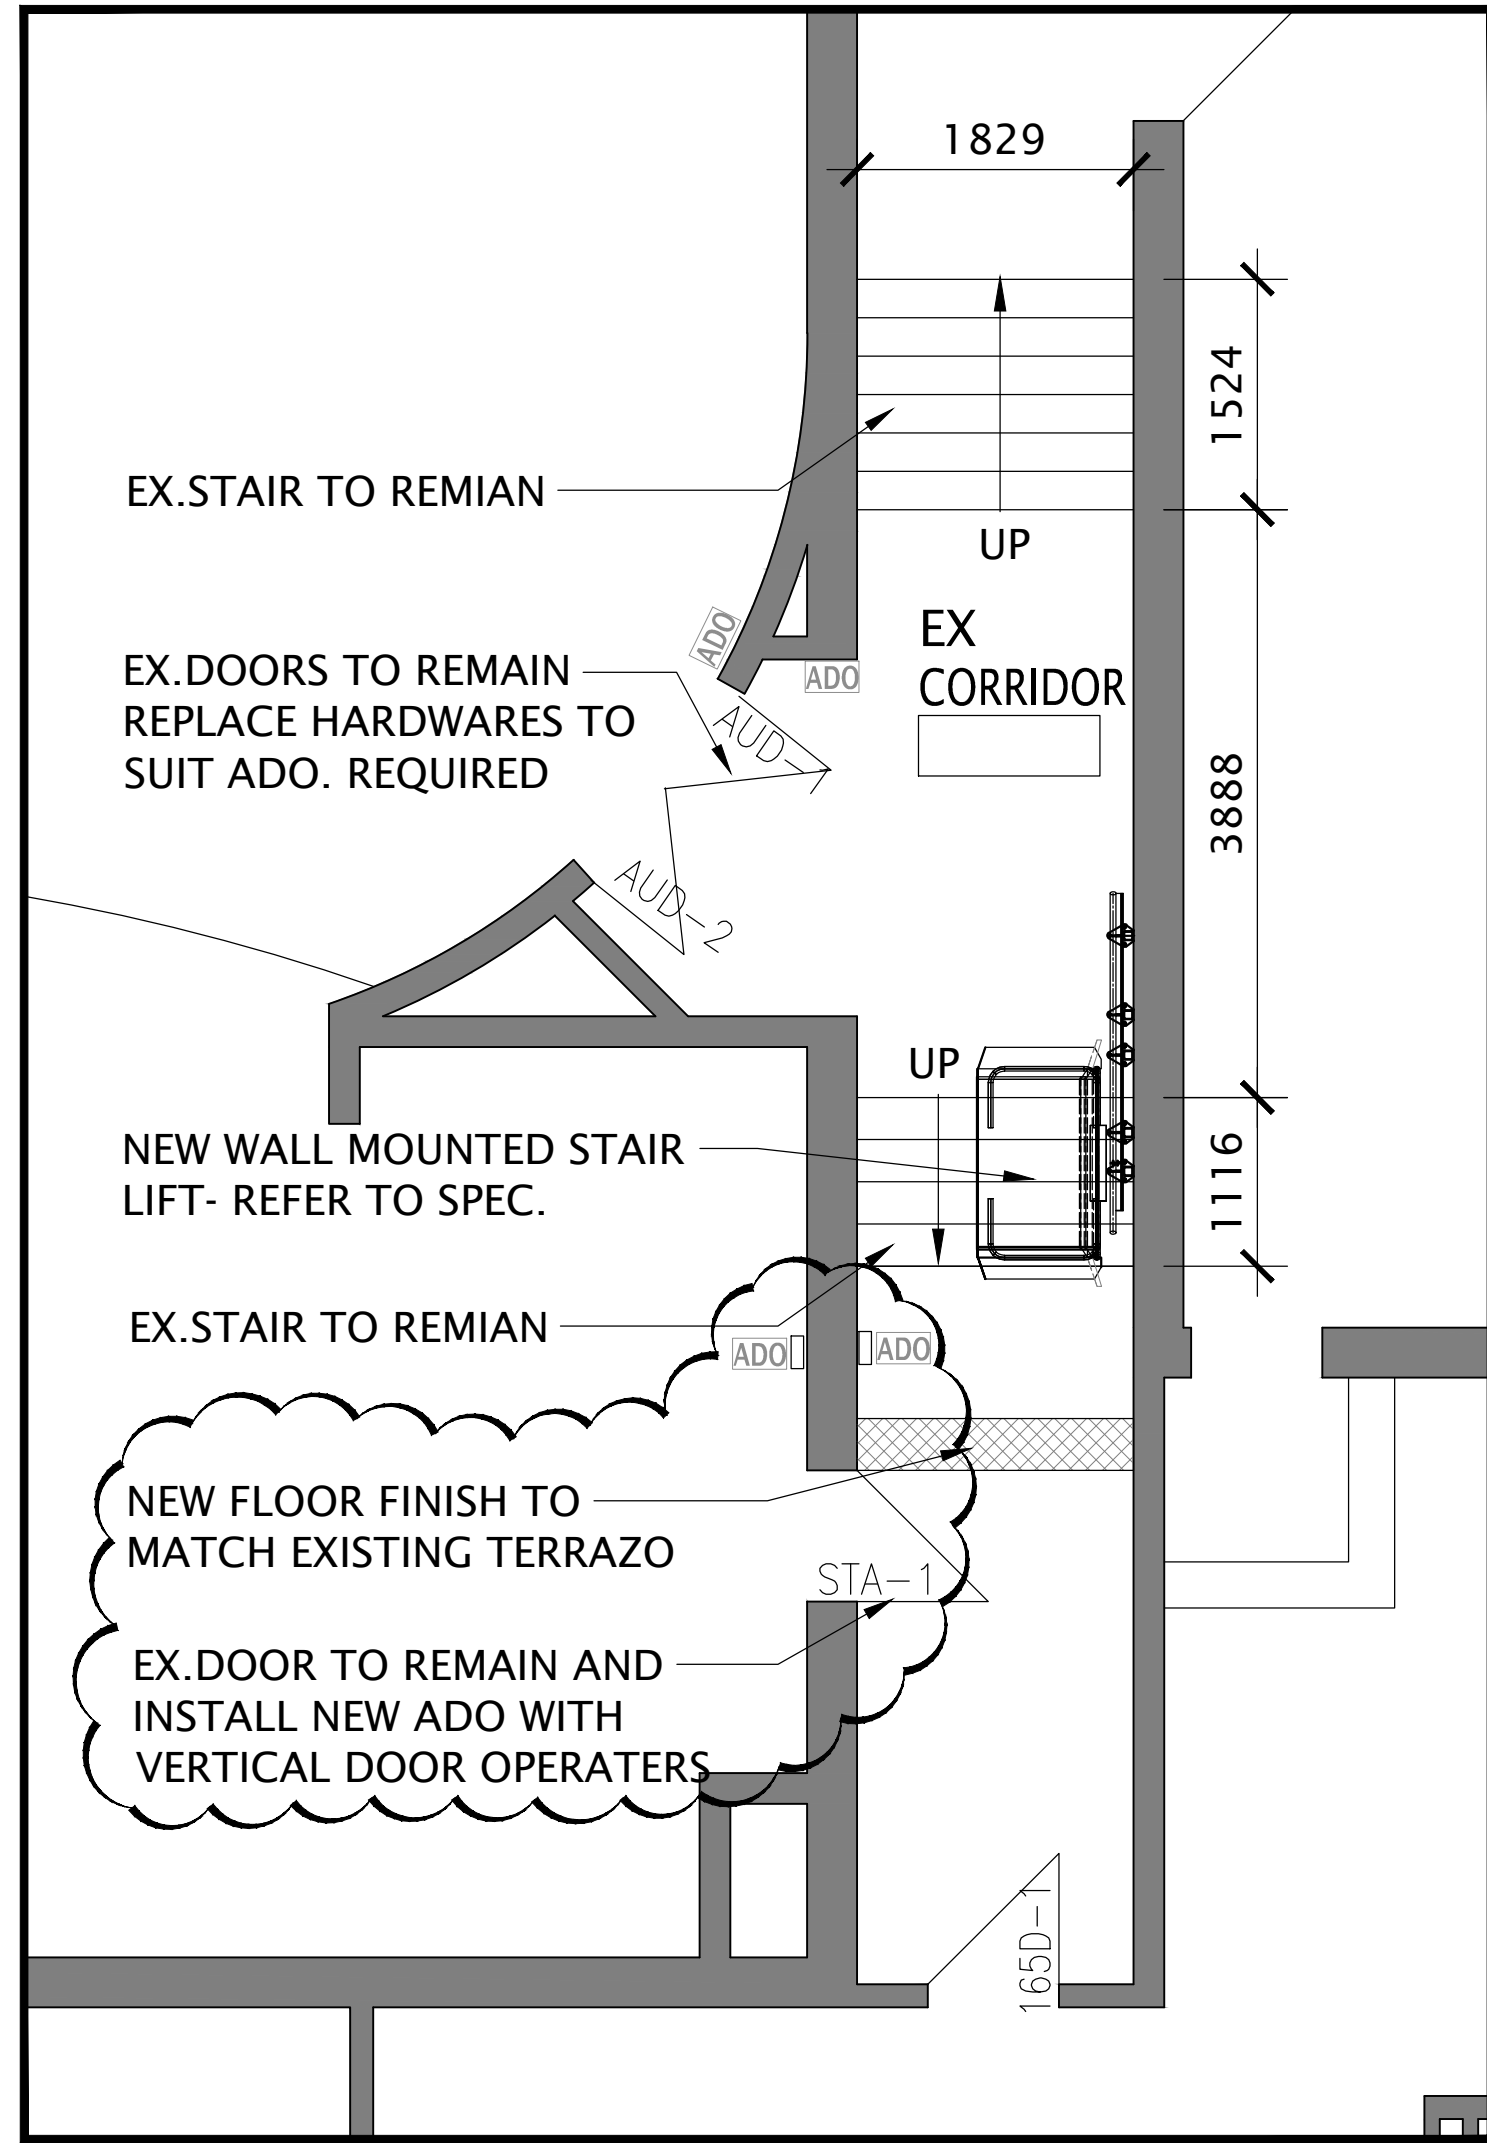 1829
1524
EX.STAIR TO REMIAN
UP
ADO
EX
CORRIDOR
EX.DOORS TO REMAIN
REPLACE HARDWARES TO
SUIT ADO. REQUIRED
ADO
AUD-1
3888
AUD-2
UP
NEW WALL MOUNTED STAIR
LIFT- REFER TO SPEC.
1116
EX.STAIR TO REMIAN
ADO
ADO
NEW FLOOR FINISH TO
MATCH EXISTING TERRAZO
STA-1
EX.DOOR TO REMAIN AND
INSTALL NEW ADO WITH
VERTICAL DOOR OPERATERS
165D-1